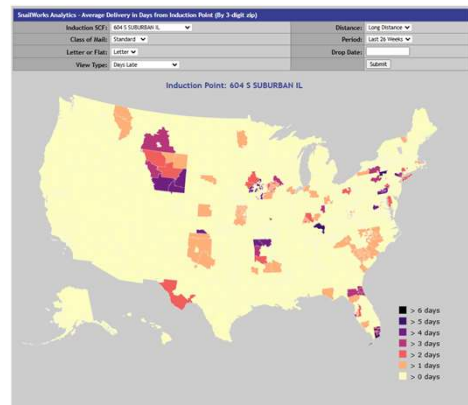 SnailWorks Analytics - Average Delivery in Days from Induction Point (By 3-digit zip)
Induction SCF: 604 S SUBURBAN IL Distance: Long Distance
Class of Mail: Standard Period: Last 26 Weeks
Letter or Flat: Letter Drop Date:
View Type: Days Late Submit
Induction Point: 604 S SUBURBAN IL
> 6 days
> 5 days
> 4 days
> 3 days
> 2 days
> 1 days
> 0 days